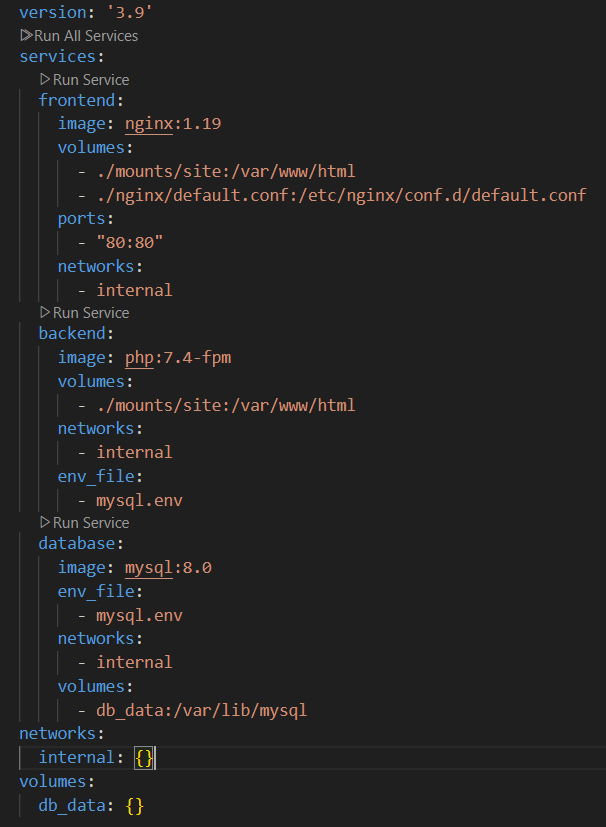 version: '3.9'
Run All Services
services:
Run Service
frontend:
image: nginx:1.19
volumes:
- ./mounts/site:/var/www/html
- ./nginx/default.conf:/etc/nginx/conf.d/default.conf
ports:
- "80:80"
networks:
- internal
Run Service
backend:
image: php:7.4-fpm
volumes:
- ./mounts/site:/var/www/html
networks:
- internal
env_file:
- mysql.env
Run Service
database:
image: mysql:8.0
env_file:
- mysql.env
networks:
- internal
volumes:
- db_data:/var/lib/mysql
networks:
internal: {}
volumes:
db_data: {}